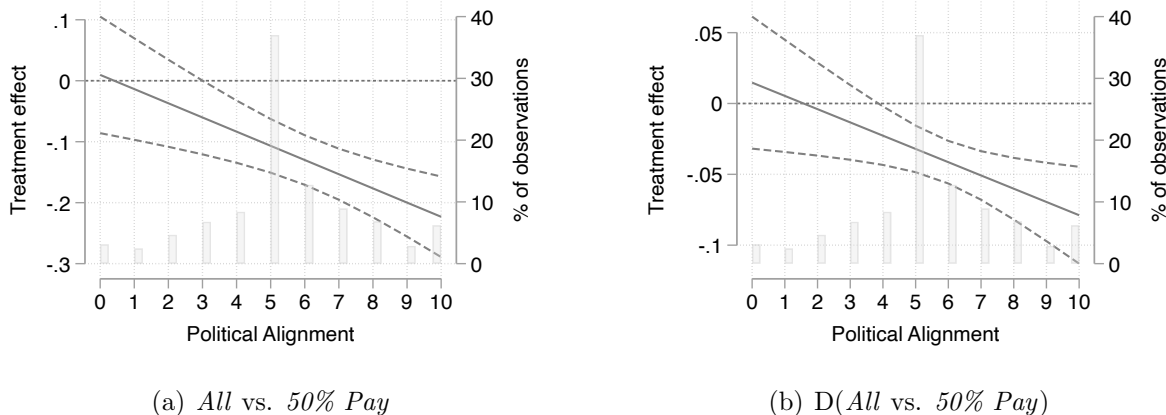 .1
0
-.1
-.2
-.3
Treatment effect
40
30
20
10
0
% of observations
0 1 2 3 4 5 6 7 8 9 10
Political Alignment
(a) All vs. 50% Pay
.05
0
-.05
-.1
Treatment effect
40
30
20
10
0
% of observations
0 1 2 3 4 5 6 7 8 9 10
Political Alignment
(b) D(All vs. 50% Pay)